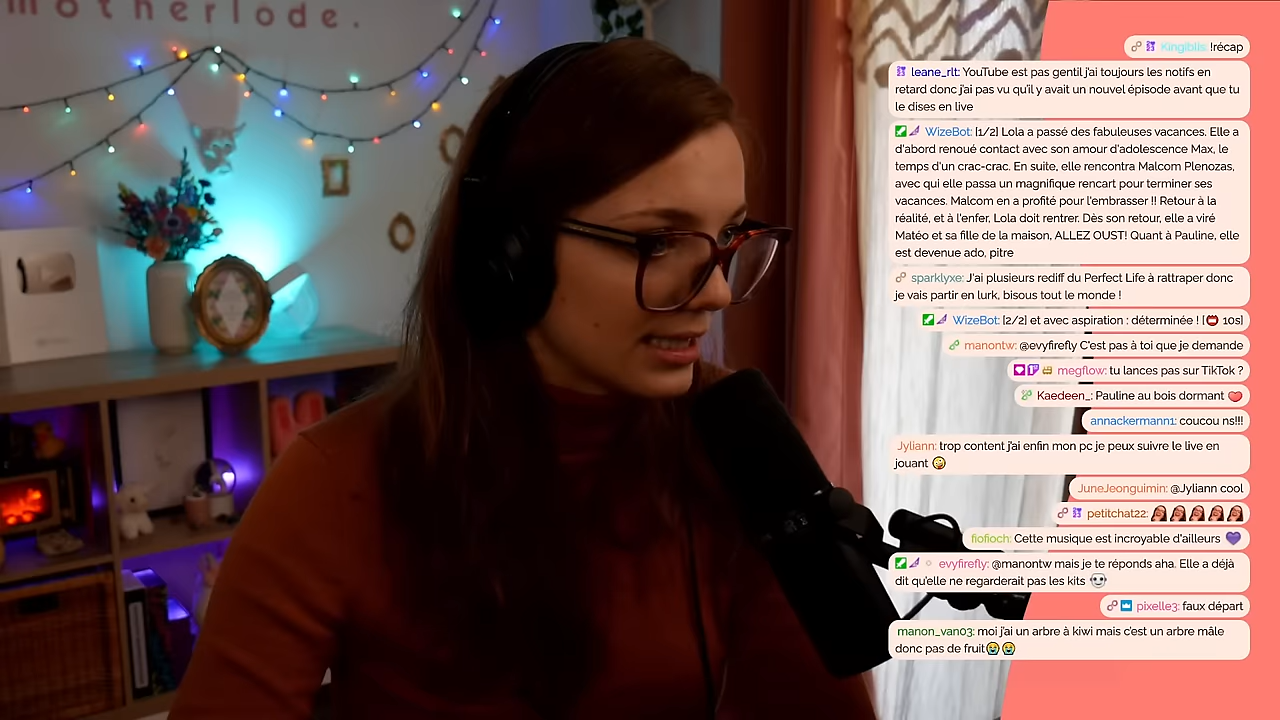 motherlode.
Kingiblis: !récap
leane_rlt: YouTube est pas gentil j'ai toujours les notifs en
retard donc j'ai pas vu qu'il y avait un nouvel épisode avant que tu
le dises en live
WizeBot: [1/2] Lola a passé des fabuleuses vacances. Elle a
d'abord renoué contact avec son amour d'adolescence Max, le
temps d'un crac-crac. En suite, elle rencontra Malcom Plenozas,
avec qui elle passa un magnifique rencart pour terminer ses
vacances. Malcom en a profité pour l'embrasser !! Retour à la
réalité, et à l'enfer, Lola doit rentrer. Dès son retour, elle a viré
Matéo et sa fille de la maison, ALLEZ OUST! Quant à Pauline, elle
est devenue ado, pitre
sparklyxe: J'ai plusieurs rediff du Perfect Life à rattraper donc
je vais partir en lurk, bisous tout le monde !
WizeBot: [2/2] et avec aspiration : déterminée ! [⏰ 10s]
manontw: @evyfirefly C'est pas à toi que je demande
megflow: tu lances pas sur TikTok ?
Kaedeen_: Pauline au bois dormant ❤️
annackermann1: coucou ns!!!
Jyliann: trop content j'ai enfin mon pc je peux suivre le live en
jouant 😜
JuneJeonguimin: @Jyliann cool
petitchat22:
fiofioch: Cette musique est incroyable d'ailleurs 💜
evyfirefly: @manontw mais je te réponds aha. Elle a déjà
dit qu'elle ne regarderait pas les kits
pixelle3: faux départ
manon_van03: moi j'ai un arbre à kiwi mais c'est un arbre mâle
donc pas de fruit😭😭